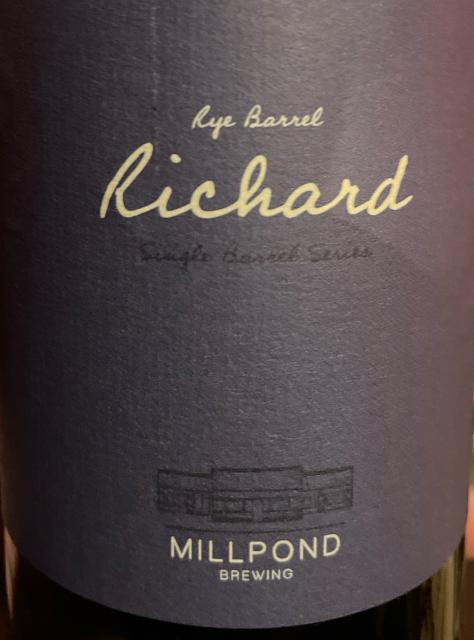 Rye Barrel
Richard
Single Barrel Series
MILLPOND
BREWING